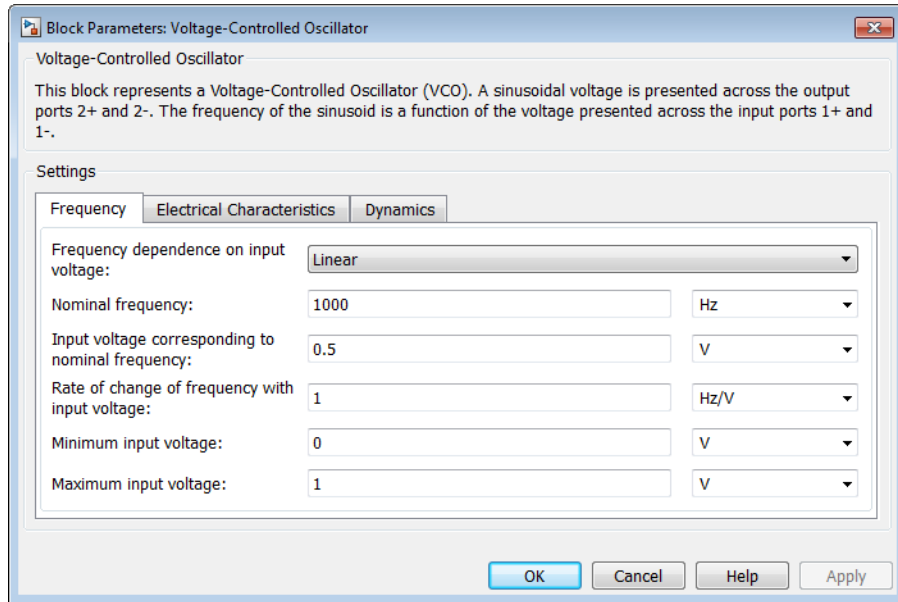 Block Parameters: Voltage-Controlled Oscillator
Voltage-Controlled Oscillator
This block represents a Voltage-Controlled Oscillator (VCO). A sinusoidal voltage is presented across the output
ports 2+ and 2-. The frequency of the sinusoid is a function of the voltage presented across the input ports 1+ and
1-.
Settings
Frequency Electrical Characteristics Dynamics
Frequency dependence on input
voltage:
Linear
Nominal frequency: 1000 Hz
Input voltage corresponding to
nominal frequency:
0.5 V
Rate of change of frequency with
input voltage:
1 Hz/V
Minimum input voltage: 0 V
Maximum input voltage: 1 V
OK Cancel Help Apply